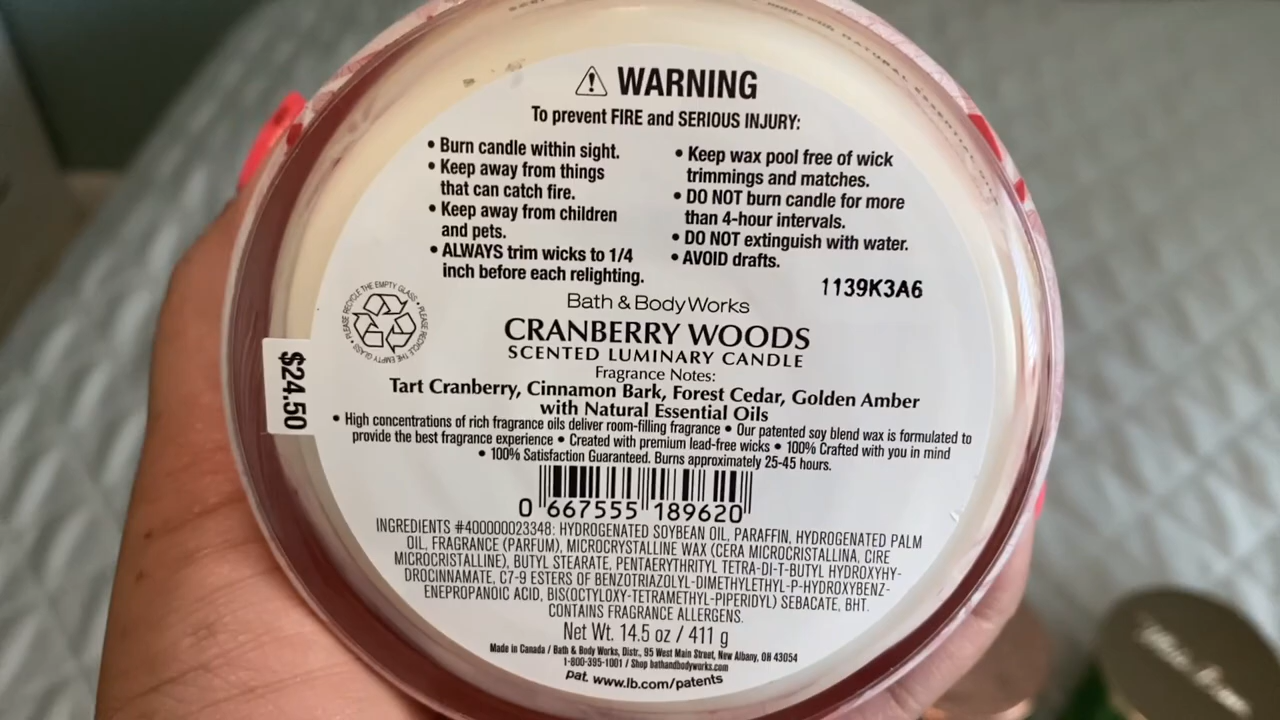 made with NATURAL ESSENTIAL OILS
⚠ WARNING
To prevent FIRE and SERIOUS INJURY:
• Burn candle within sight.
• Keep away from things
that can catch fire.
• Keep away from children
and pets.
• ALWAYS trim wicks to 1/4
inch before each relighting.
• Keep wax pool free of wick
trimmings and matches.
• DO NOT burn candle for more
than 4-hour intervals.
• DO NOT extinguish with water.
• AVOID drafts.
1139K3A6
PLEASE RECYCLE THE EMPTY GLASS • PLEASE RECYCLE THE EMPTY GLASS •
Bath & Body Works
CRANBERRY WOODS
SCENTED LUMINARY CANDLE
$24.50
Fragrance Notes:
Tart Cranberry, Cinnamon Bark, Forest Cedar, Golden Amber
with Natural Essential Oils
• High concentrations of rich fragrance oils deliver room-filling fragrance • Our patented soy blend wax is formulated to
provide the best fragrance experience • Created with premium lead-free wicks • 100% Crafted with you in mind
• 100% Satisfaction Guaranteed. Burns approximately 25-45 hours.
0 667555 189620
INGREDIENTS #400000023348: HYDROGENATED SOYBEAN OIL, PARAFFIN, HYDROGENATED PALM
OIL, FRAGRANCE (PARFUM), MICROCRYSTALLINE WAX (CERA MICROCRISTALLINA, CIRE
MICROCRISTALLINE), BUTYL STEARATE, PENTAERYTHRITYL TETRA-DI-T-BUTYL HYDROXYHY-
DROCINNAMATE, C7-9 ESTERS OF BENZOTRIAZOLYL-DIMETHYLETHYL-P-HYDROXYBENZ-
ENEPROPANOIC ACID, BIS(OCTYLOXY-TETRAMETHYL-PIPERIDYL) SEBACATE, BHT.
CONTAINS FRAGRANCE ALLERGENS.
Net Wt. 14.5 oz / 411 g
Made in Canada / Bath & Body Works, Distr., 95 West Main Street, New Albany, OH 43054
1-800-395-1001 / Shop bathandbodyworks.com
pat. www.lb.com/patents